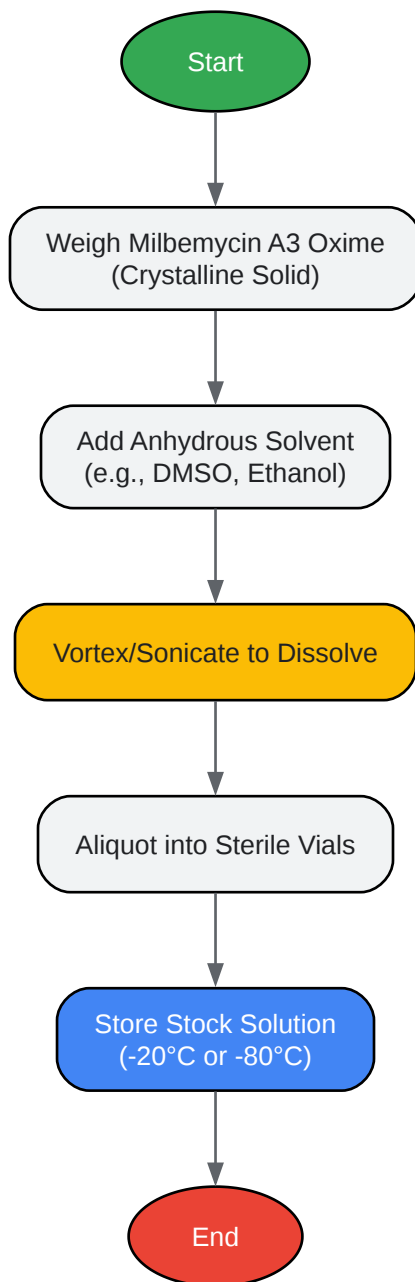 Start
Weigh Milbemycin A3 Oxime
(Crystalline Solid)
Add Anhydrous Solvent
(e.g., DMSO, Ethanol)
Vortex/Sonicate to Dissolve
Aliquot into Sterile Vials
Store Stock Solution
(-20°C or -80°C)
End